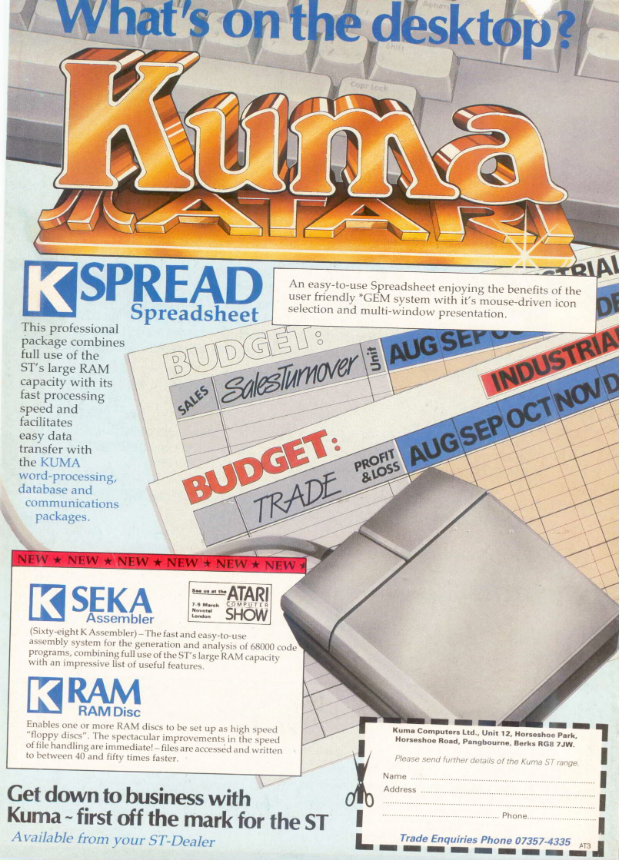 What's on the desktop?
Kuma
ATARI
K SPREAD
Spreadsheet
An easy-to-use Spreadsheet enjoying the benefits of the
user friendly *GEM system with it's mouse-driven icon
selection and multi-window presentation.
This professional
package combines
full use of the
ST's large RAM
capacity with its
fast processing
speed and
facilitates
easy data
transfer with
the KUMA
word-processing,
database and
communications
packages.
BUDGET:
SALES
Sales Turnover
Unit
AUG SEP
INDUSTRIAL
BUDGET:
TRADE
PROFIT
& LOSS
AUG SEP OCT NOV D
NEW ★ NEW ★ NEW ★ NEW ★ NEW ★ NEW ★
K SEKA
Assembler
See us at the
7/9 March
Novotel
London
ATARI
COMPUTER
SHOW
(Sixty-eight K Assembler) – The fast and easy-to-use
assembly system for the generation and analysis of 68000 code
programs, combining full use of the ST's large RAM capacity
with an impressive list of useful features.
K RAM
RAM Disc
Enables one or more RAM discs to be set up as high speed
"floppy discs". The spectacular improvements in the speed
of file handling are immediate! – files are accessed and written
to between 40 and fifty times faster.
Get down to business with
Kuma ~ first off the mark for the ST
Available from your ST-Dealer
Kuma Computers Ltd., Unit 12, Horseshoe Park,
Horseshoe Road, Pangbourne, Berks RG8 7JW.
Please send further details of the Kuma ST range.
Name
Address
Phone
Trade Enquiries Phone 07357-4335
AT3